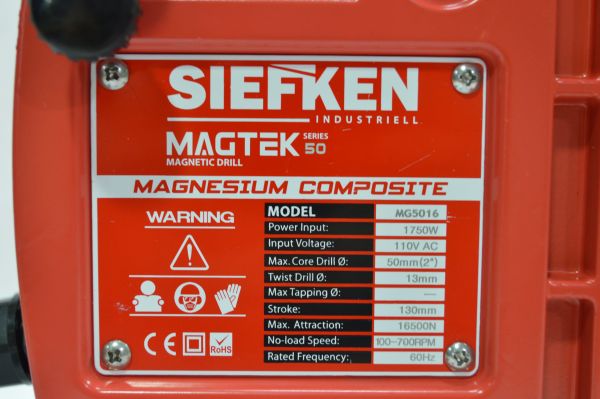 SIEFKEN
INDUSTRIELL
MAGTEK SERIES 50
MAGNETIC DRILL
MAGNESIUM COMPOSITE
WARNING
MODEL MG5016
Power Input: 1750W
Input Voltage: 110V AC
Max. Core Drill Ø: 50mm(2")
Twist Drill Ø: 13mm
Max Tapping Ø: —
Stroke: 130mm
Max. Attraction: 16500N
No-load Speed: 100-700RPM
Rated Frequency: 60Hz
CE RoHS